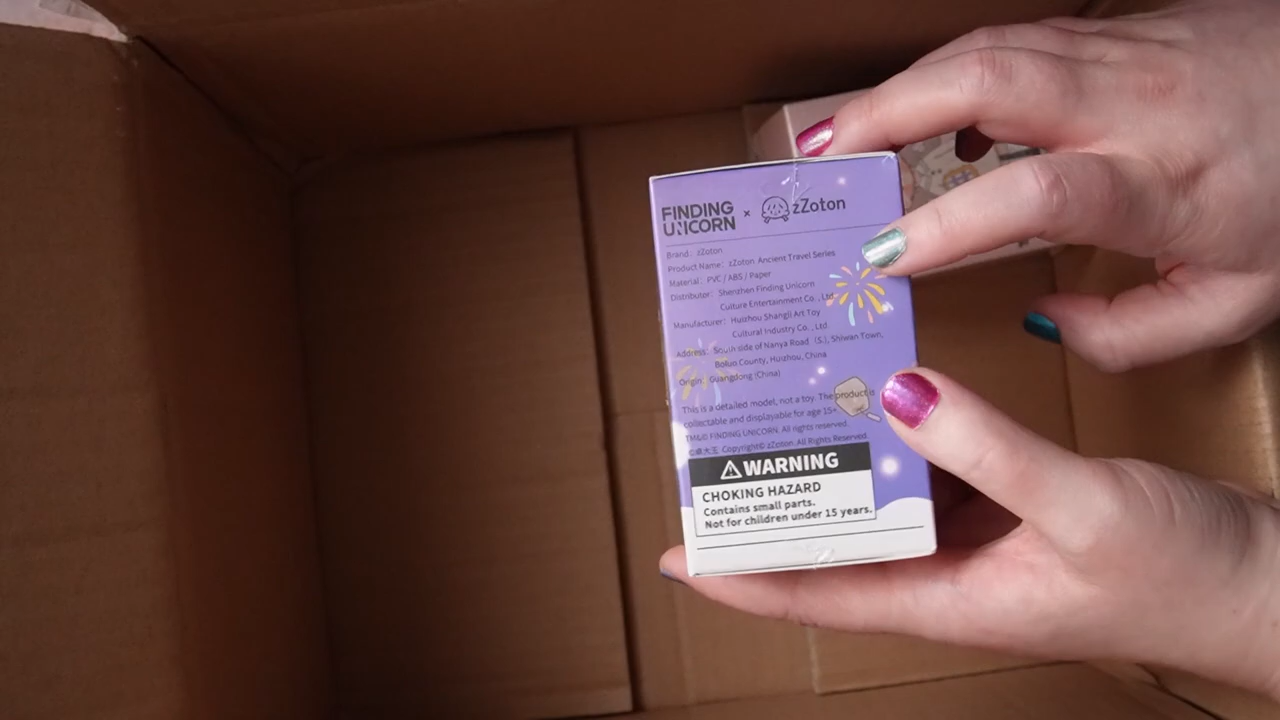 FINDING
UNICORN × zZoton
Brand: zZoton
Product Name: zZoton Ancient Travel Series
Material: PVC / ABS / Paper
Distributer: Shenzhen Finding Unicorn
Culture Entertainment Co. , Ltd.
Manufacturer: Huizhou Shangli Art Toy
Cultural Industry Co. , Ltd.
Address: South side of Nanya Road (S.), Shiwan Town,
Boluo County, Huizhou, China
Origin: Guangdong (China)
This is a detailed model, not a toy. The product is
collectable and displayable for age 15+.
TM&© FINDING UNICORN. All rights reserved.
Copyright© zZoton. All Rights Reserved.
WARNING
CHOKING HAZARD
Contains small parts.
Not for children under 15 years.